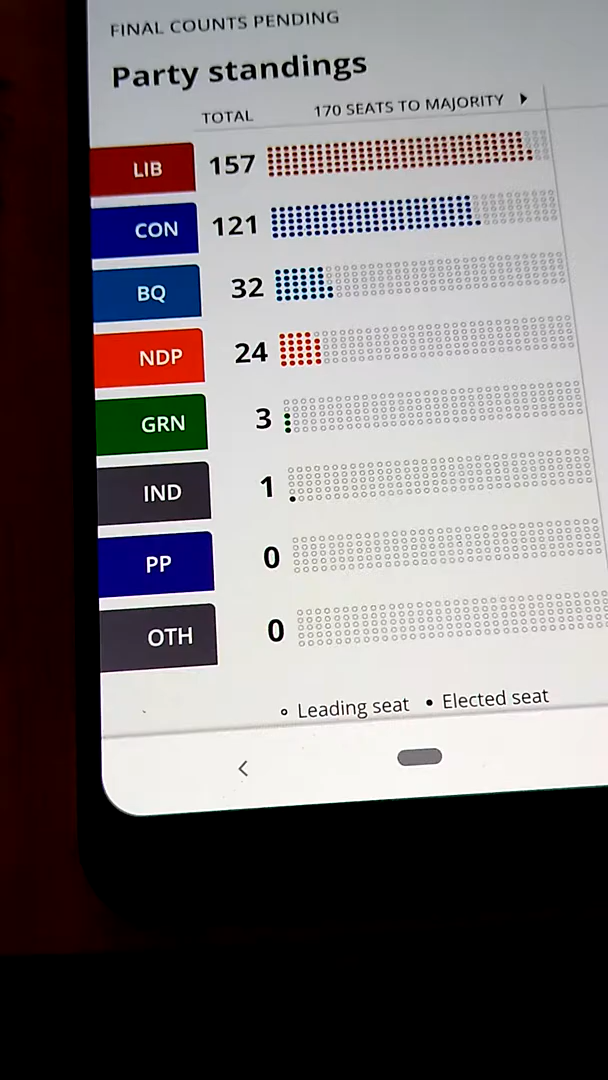 FINAL COUNTS PENDING
Party standings
TOTAL 170 SEATS TO MAJORITY
LIB 157
CON 121
BQ 32
NDP 24
GRN 3
IND 1
PP 0
OTH 0
Leading seat Elected seat